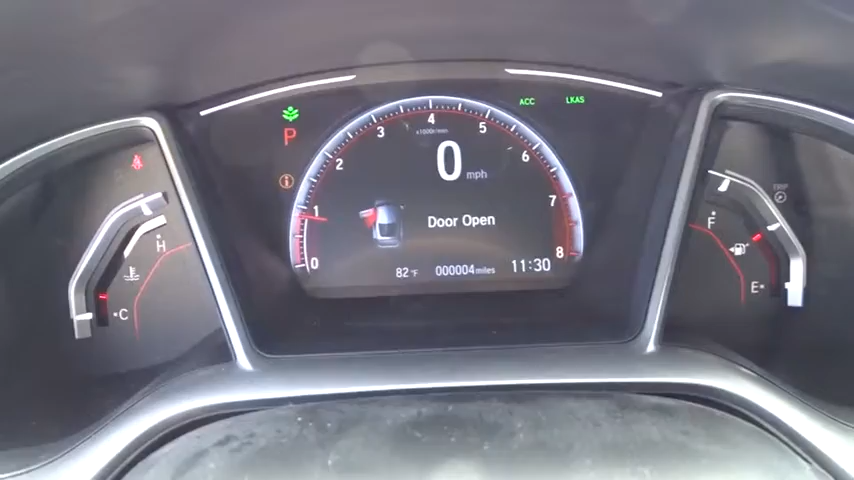 ACC LKAS
P
4
x1000r/min
3 5
2 6
0 mph
1 7
Door Open
0 8
82°F 000004 miles 11:30
H
C
F
E